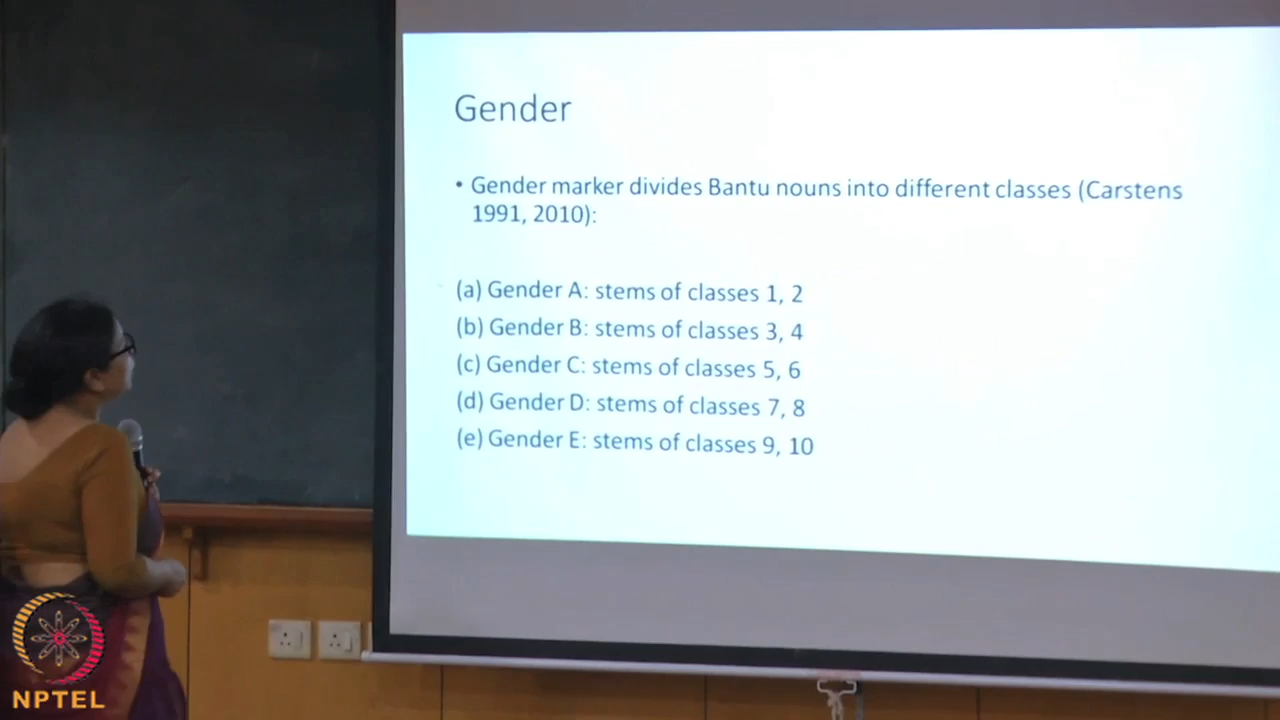 Gender
• Gender marker divides Bantu nouns into different classes (Carstens
1991, 2010):
(a) Gender A: stems of classes 1, 2
(b) Gender B: stems of classes 3, 4
(c) Gender C: stems of classes 5, 6
(d) Gender D: stems of classes 7, 8
(e) Gender E: stems of classes 9, 10
NPTEL